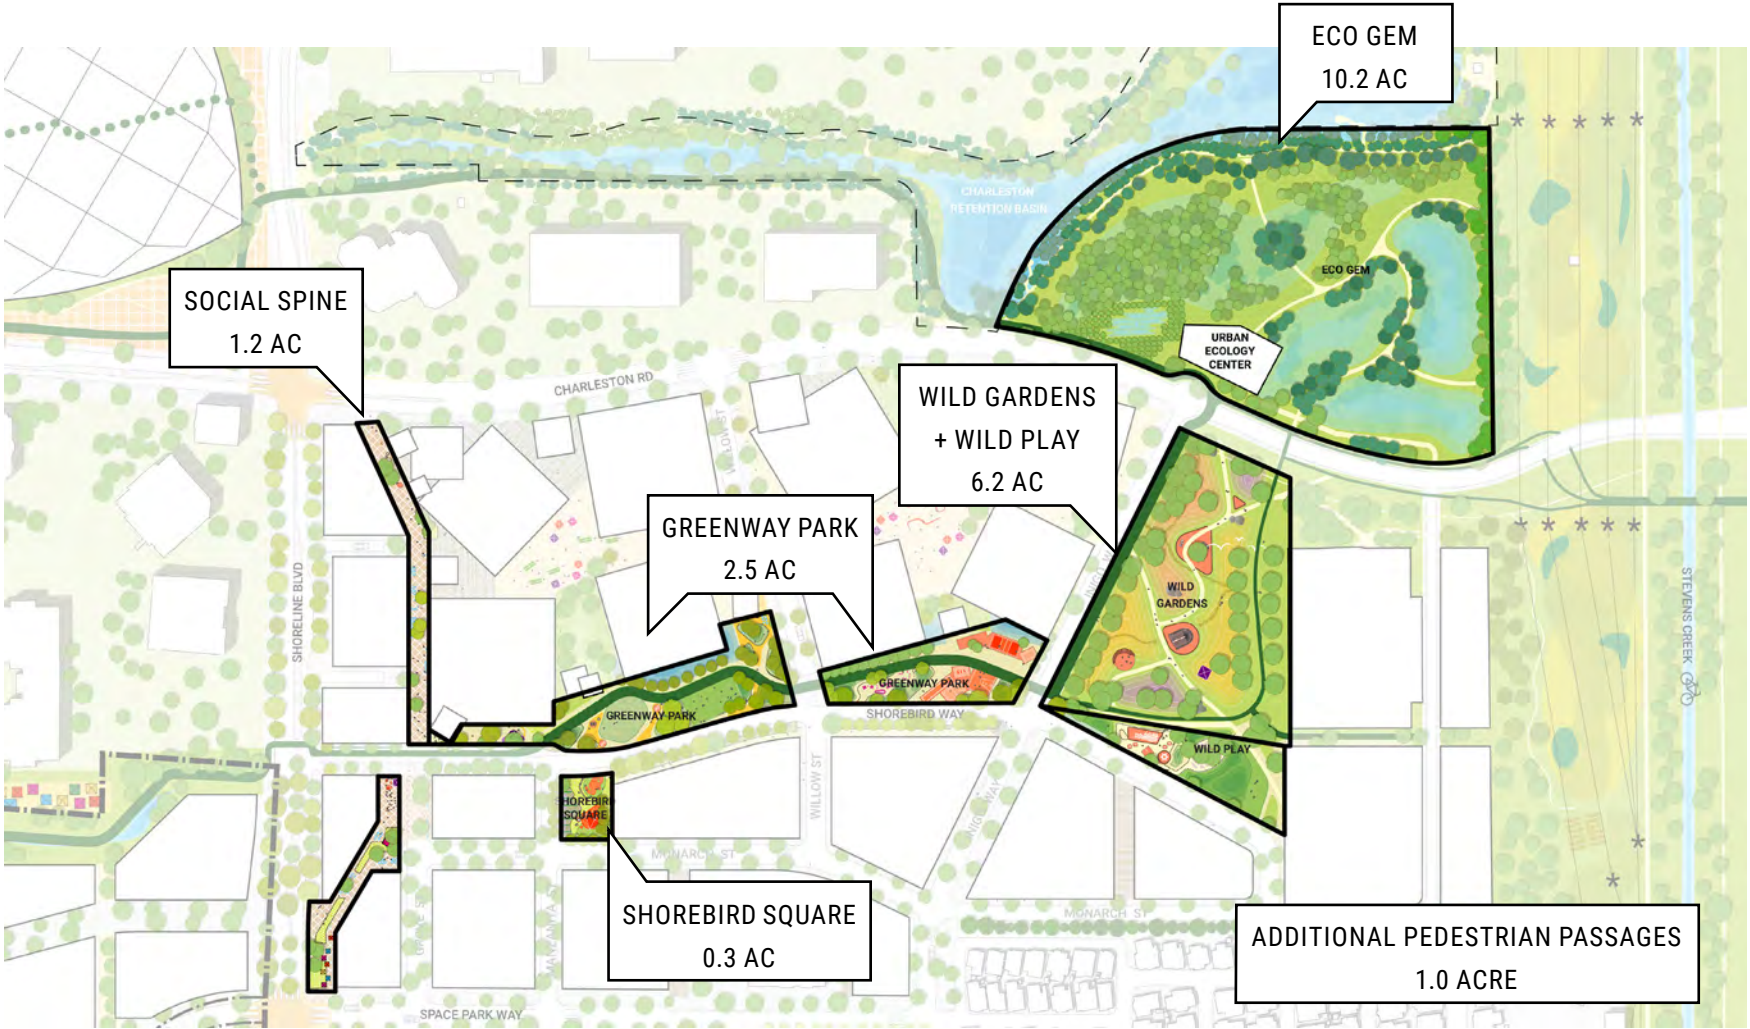 ECO GEM
10.2 AC
CHARLESTON
RETENTION BASIN
ECO GEM
SOCIAL SPINE
1.2 AC
URBAN
ECOLOGY
CENTER
CHARLESTON RD
WILD GARDENS
+ WILD PLAY
6.2 AC
GREENWAY PARK
2.5 AC
SHORELINE BLVD
WILD
GARDENS
STEVENS CREEK
GREENWAY PARK
GREENWAY PARK
SHOREBIRD WAY
WILD PLAY
SHOREBIRD
SQUARE
WILLOW ST
MONARCH ST
SHOREBIRD SQUARE
0.3 AC
MONARCH ST
ADDITIONAL PEDESTRIAN PASSAGES
1.0 ACRE
SPACE PARK WAY